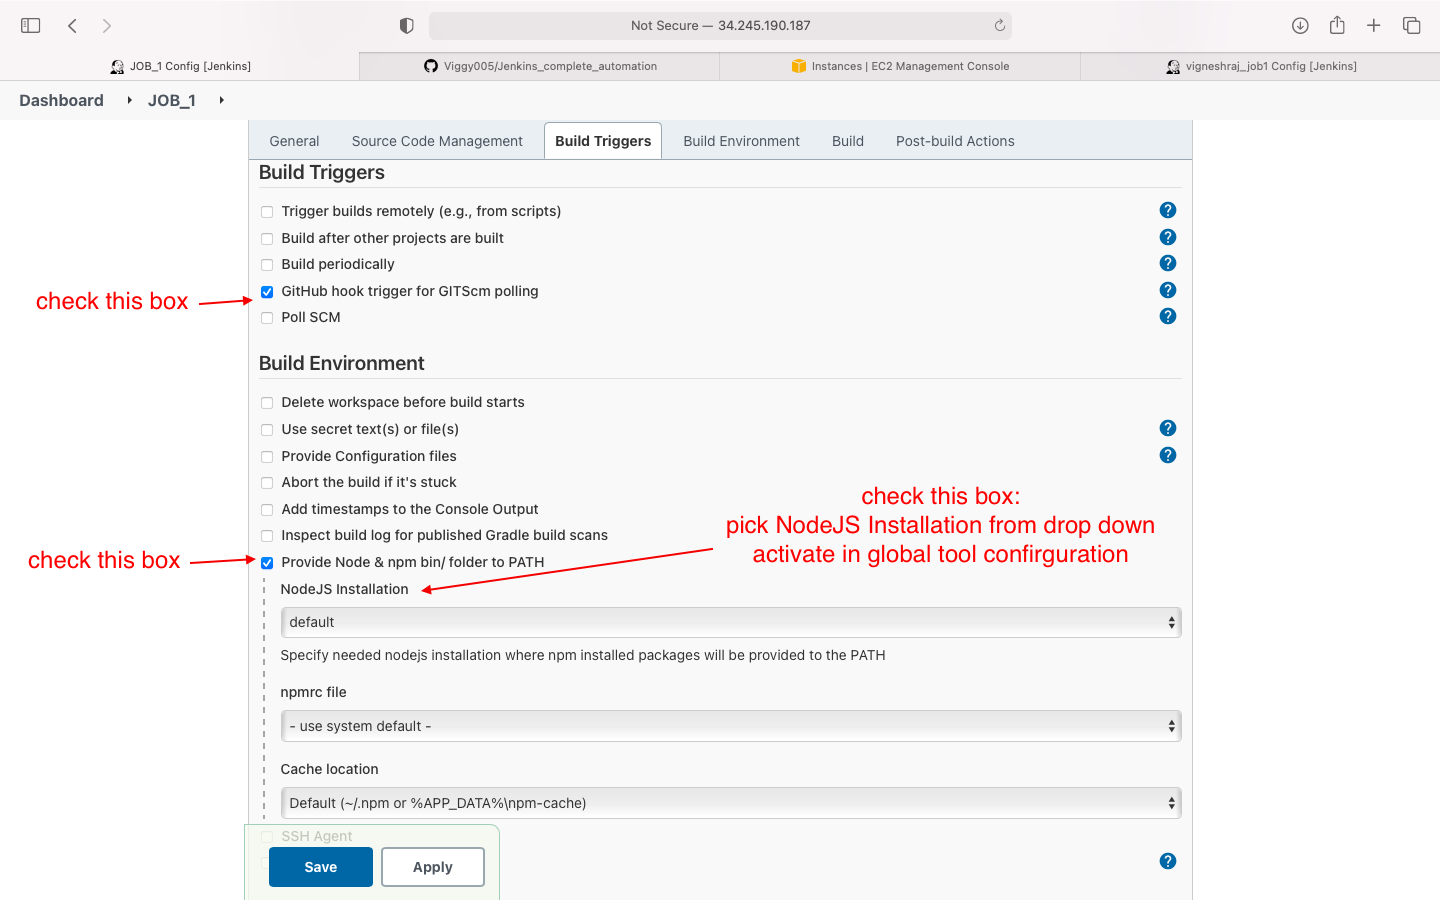 Not Secure — 34.245.190.187
JOB_1 Config [Jenkins]
Viggy005/Jenkins_complete_automation
Instances | EC2 Management Console
vigneshraj_job1 Config [Jenkins]
Dashboard
JOB_1
General
Source Code Management
Build Triggers
Build Environment
Build
Post-build Actions
Build Triggers
Trigger builds remotely (e.g., from scripts)
?
Build after other projects are built
?
Build periodically
?
check this box
GitHub hook trigger for GITScm polling
?
Poll SCM
?
Build Environment
Delete workspace before build starts
Use secret text(s) or file(s)
?
Provide Configuration files
?
Abort the build if it's stuck
Add timestamps to the Console Output
Inspect build log for published Gradle build scans
check this box:
pick NodeJS Installation from drop down
activate in global tool confirguration
check this box
Provide Node & npm bin/ folder to PATH
NodeJS Installation
default
Specify needed nodejs installation where npm installed packages will be provided to the PATH
npmrc file
- use system default -
Cache location
Default (~/.npm or %APP_DATA%\npm-cache)
SSH Agent
?
Save
Apply